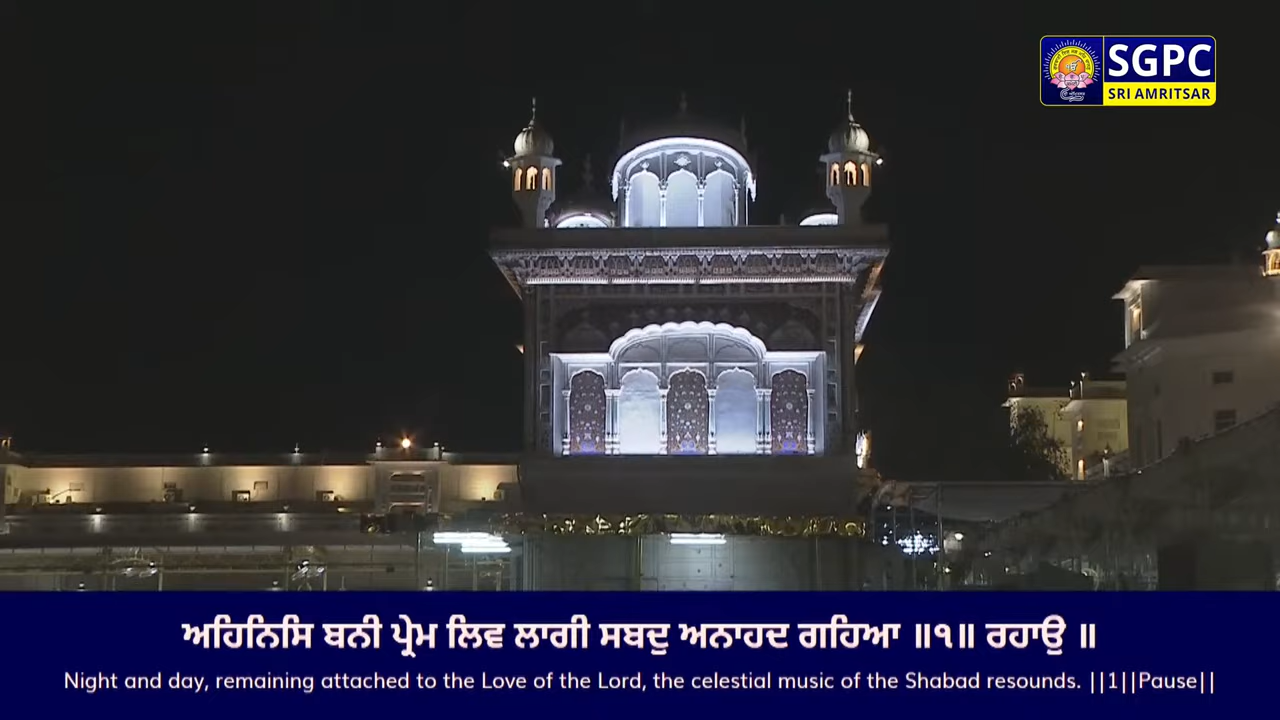 SGPC
SRI AMRITSAR
ਅਹਿਨਿਸਿ ਬਨੀ ਪ੍ਰੇਮ ਲਿਵ ਲਾਗੀ ਸਬਦੁ ਅਨਾਹਦ ਗਹਿਆ ॥੧॥ ਰਹਾਉ ॥
Night and day, remaining attached to the Love of the Lord, the celestial music of the Shabad resounds. ||1||Pause||